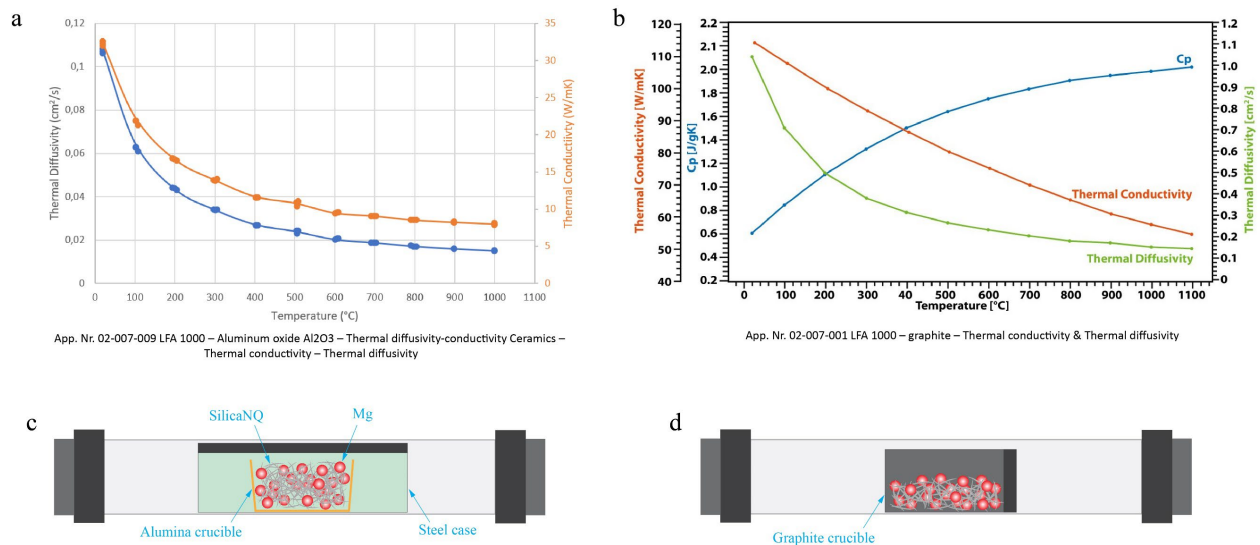 a
0,12
0,1
0,08
0,06
0,04
0,02
0
Thermal Diffusivity (cm²/s)
35
30
25
20
15
10
5
0
Thermal Conductiivty (W/mK)
0 100 200 300 400 500 600 700 800 900 1000 1100
Temperature (°C)
App. Nr. 02-007-009 LFA 1000 – Aluminum oxide Al2O3 – Thermal diffusivity-conductivity Ceramics –
Thermal conductivity – Thermal diffusivity
b
120
110
100
90
80
70
60
50
40
Thermal Conductivity [W/mK]
2.2
2.0
1.8
1.6
1.4
1.2
1.0
0.8
0.6
0.4
0.2
Cp [J/gK]
Cp
Thermal Conductivity
Thermal Diffusivity
1.2
1.1
1.0
0.9
0.8
0.7
0.6
0.5
0.4
0.3
0.2
0.1
0
Thermal Diffusivity [cm²/s]
0 100 200 300 400 500 600 700 800 900 1000 1100
Temperature [°C]
App. Nr. 02-007-001 LFA 1000 – graphite – Thermal conductivity & Thermal diffusivity
c
SilicaNQ
Mg
Alumina crucible
Steel case
d
Graphite crucible